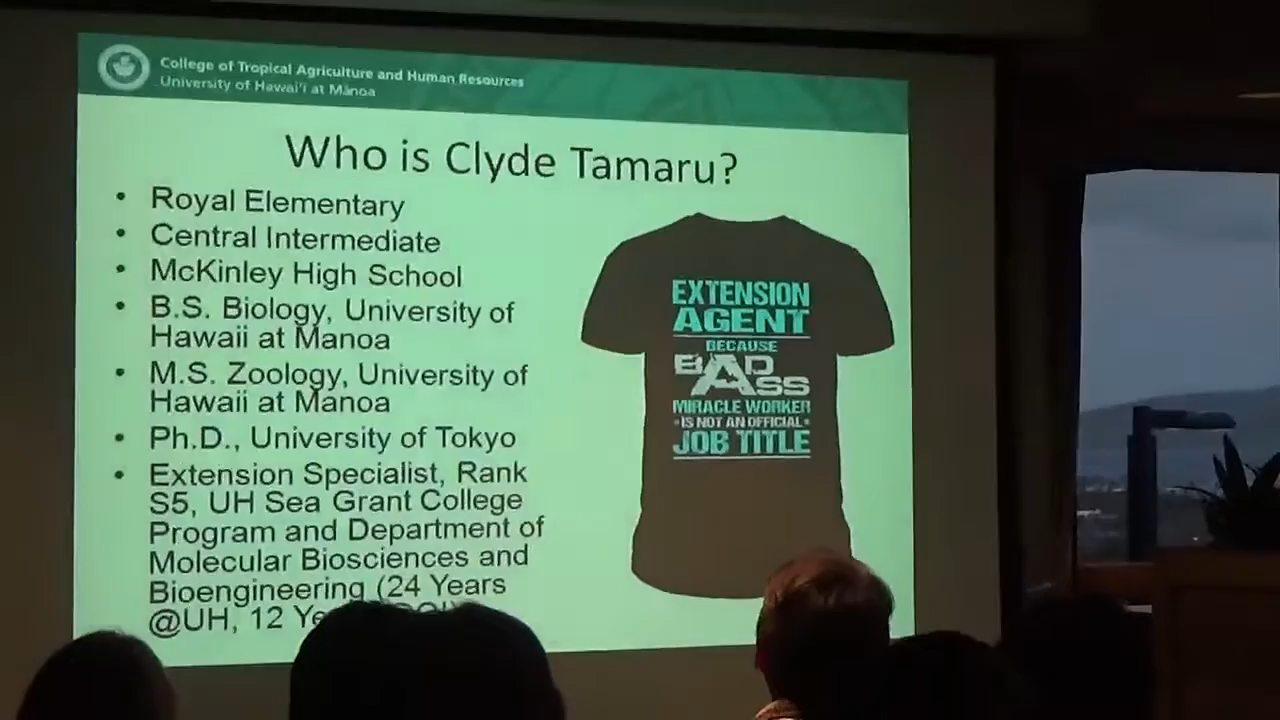 College of Tropical Agriculture and Human Resources
University of Hawai'i at Mānoa
Who is Clyde Tamaru?
• Royal Elementary
• Central Intermediate
• McKinley High School
• B.S. Biology, University of
Hawaii at Manoa
• M.S. Zoology, University of
Hawaii at Manoa
• Ph.D., University of Tokyo
• Extension Specialist, Rank
S5, UH Sea Grant College
Program and Department of
Molecular Biosciences and
Bioengineering (24 Years
@UH, 12
EXTENSION
AGENT
BECAUSE
BAD
ASS
MIRACLE WORKER
•IS NOT AN OFFICIAL•
JOB TITLE